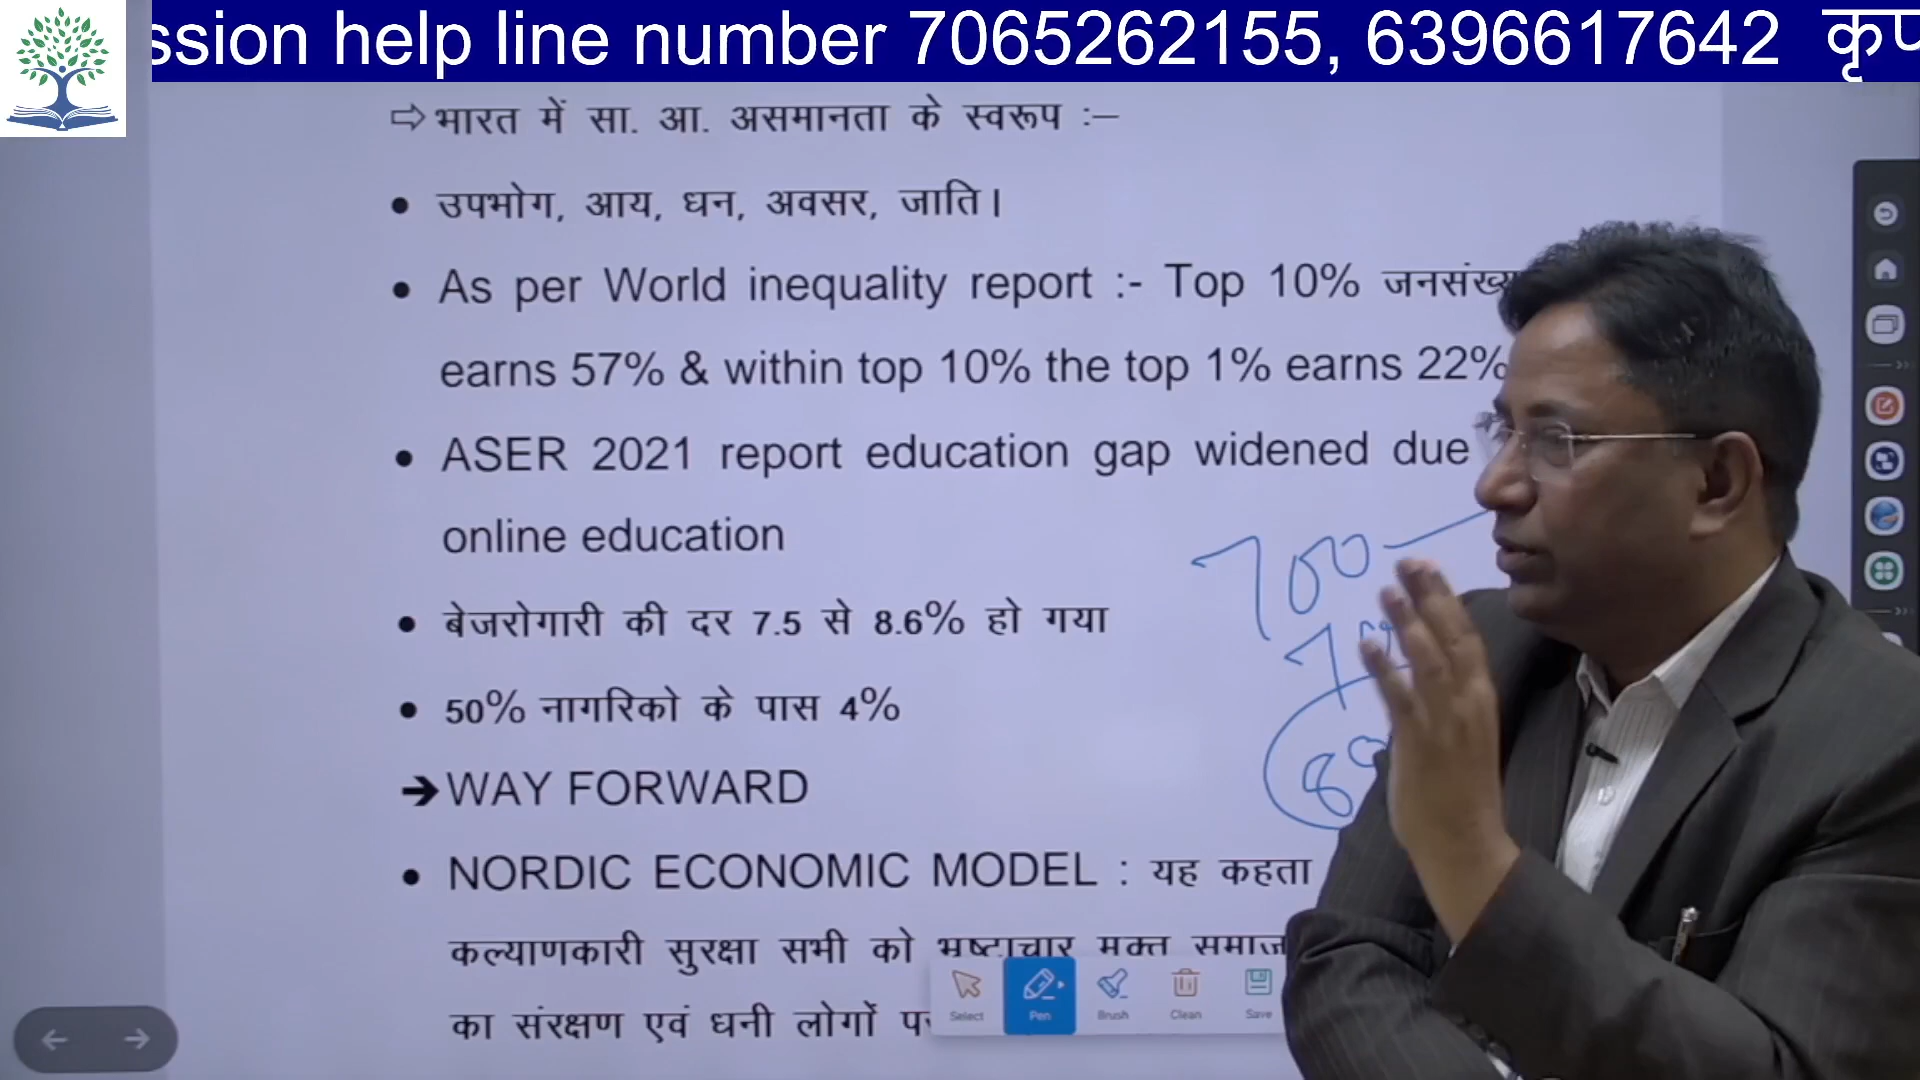 help line number 7065262155, 6396617642
⇨ भारत में सा. आ. असमानता के स्वरूप :–
• उपभोग, आय, धन, अवसर, जाति।
• As per World inequality report :- Top 10%
earns 57% & within top 10% the top 1% earns 22%
• ASER 2021 report education gap widened due
online education
700
• बेजरोगारी की दर 7.5 से 8.6% हो गया
• 50% नागरिको के पास 4%
➔ WAY FORWARD
• NORDIC ECONOMIC MODEL : यह कहता
कल्याणकारी सुरक्षा सभी को भ्रष्टाचार मुक्त समाज
का संरक्षण एवं धनी लोगों
Select Pen Brush Clean Save